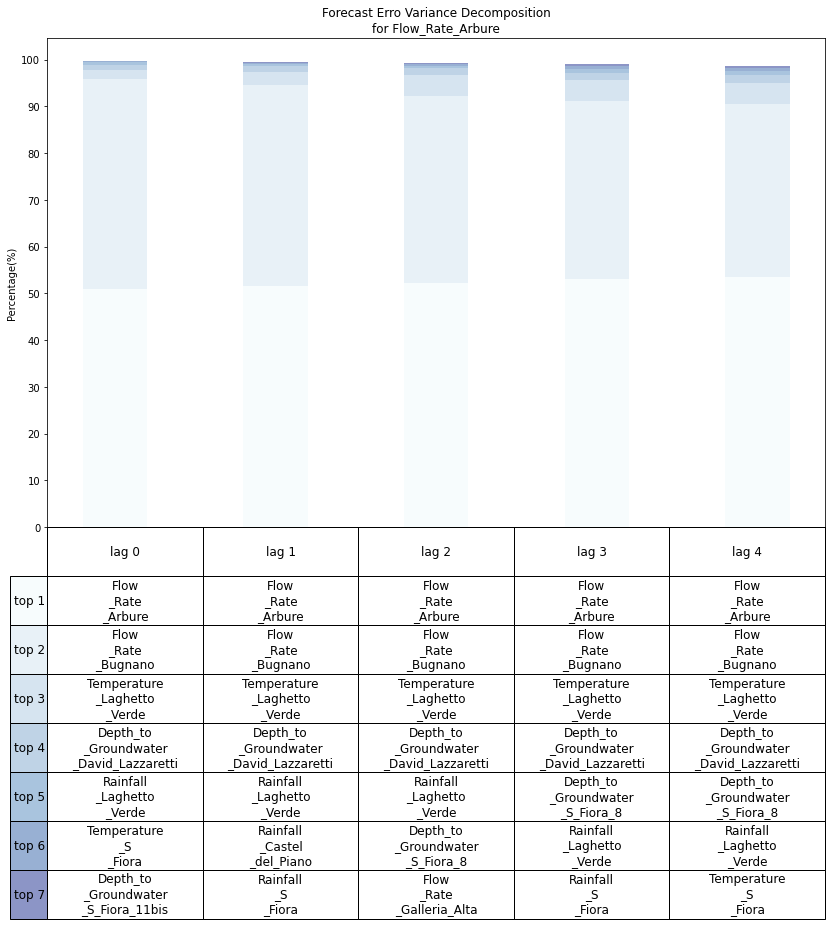 Forecast Erro Variance Decomposition
for Flow_Rate_Arbure
Percentage(%)
100
90
80
70
60
50
40
30
20
10
0
lag 0 lag 1 lag 2 lag 3 lag 4
top 1
Flow Flow Flow Flow Flow
_Rate _Rate _Rate _Rate _Rate
_Arbure _Arbure _Arbure _Arbure _Arbure
top 2
Flow Flow Flow Flow Flow
_Rate _Rate _Rate _Rate _Rate
_Bugnano _Bugnano _Bugnano _Bugnano _Bugnano
top 3
Temperature Temperature Temperature Temperature Temperature
_Laghetto _Laghetto _Laghetto _Laghetto _Laghetto
_Verde _Verde _Verde _Verde _Verde
top 4
Depth_to Depth_to Depth_to Depth_to Depth_to
_Groundwater _Groundwater _Groundwater _Groundwater _Groundwater
_David_Lazzaretti _David_Lazzaretti _David_Lazzaretti _David_Lazzaretti _David_Lazzaretti
top 5
Rainfall Rainfall Rainfall Depth_to Depth_to
_Laghetto _Laghetto _Laghetto _Groundwater _Groundwater
_Verde _Verde _Verde _S_Fiora_8 _S_Fiora_8
top 6
Temperature Rainfall Depth_to Rainfall Rainfall
_S _Castel _Groundwater _Laghetto _Laghetto
_Fiora _del_Piano _S_Fiora_8 _Verde _Verde
top 7
Depth_to Rainfall Flow Rainfall Temperature
_Groundwater _S _Rate _S _S
_S_Fiora_11bis _Fiora _Galleria_Alta _Fiora _Fiora